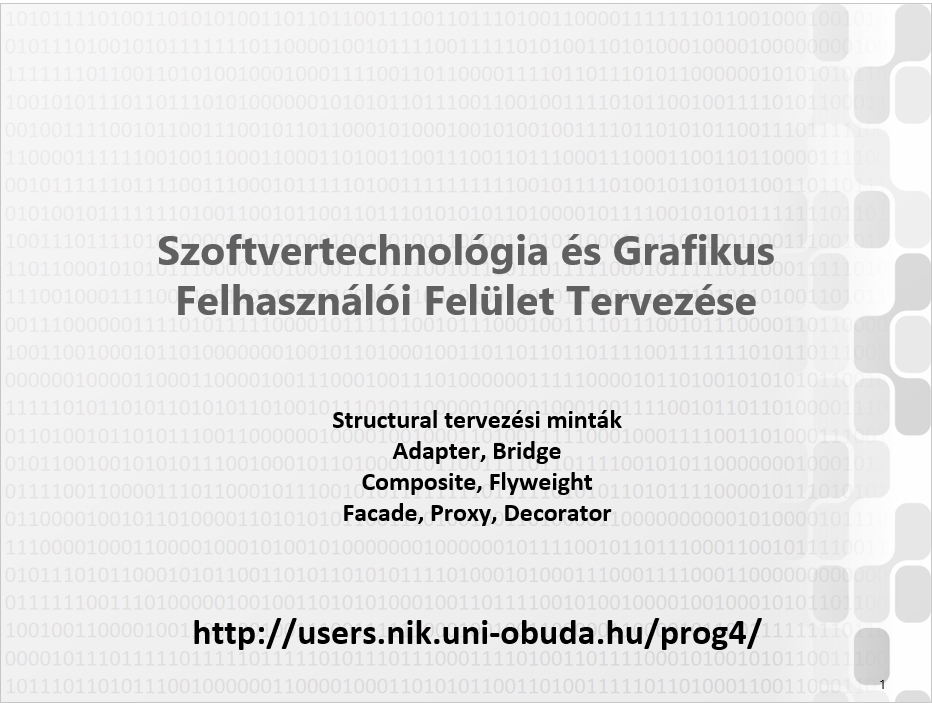 Szoftvertechnológia és Grafikus
Felhasználói Felület Tervezése
Structural tervezési minták
Adapter, Bridge
Composite, Flyweight
Facade, Proxy, Decorator
http://users.nik.uni-obuda.hu/prog4/
1